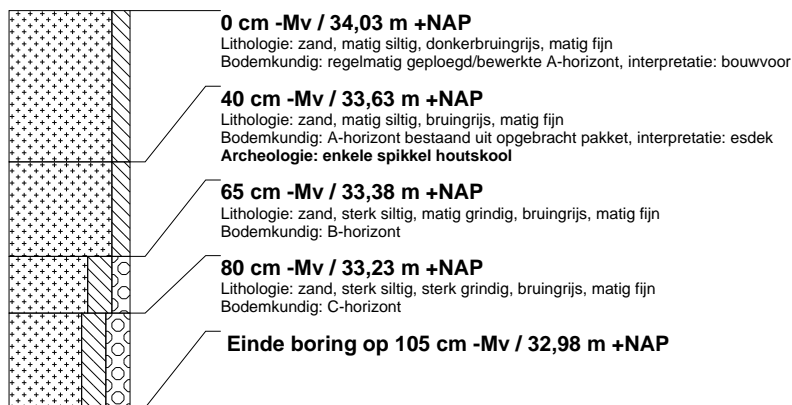 0 cm -Mv / 34,03 m +NAP
Lithologie: zand, matig siltig, donkerbruingrijs, matig fijn
Bodemkundig: regelmatig geploegd/bewerkte A-horizont, interpretatie: bouwvoor
40 cm -Mv / 33,63 m +NAP
Lithologie: zand, matig siltig, bruingrijs, matig fijn
Bodemkundig: A-horizont bestaand uit opgebracht pakket, interpretatie: esdek
Archeologie: enkele spikkel houtskool
65 cm -Mv / 33,38 m +NAP
Lithologie: zand, sterk siltig, matig grindig, bruingrijs, matig fijn
Bodemkundig: B-horizont
80 cm -Mv / 33,23 m +NAP
Lithologie: zand, sterk siltig, sterk grindig, bruingrijs, matig fijn
Bodemkundig: C-horizont
Einde boring op 105 cm -Mv / 32,98 m +NAP